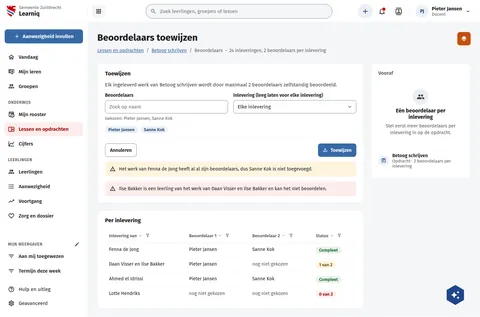 Gemeente Zuiddrecht
Learniq
Zoek leerlingen, groepen of lessen
PJ
Pieter Jansen
Docent
Aanwezigheid invullen
Vandaag
Mijn leren
Groepen
ONDERWIJS
Mijn rooster
Lessen en opdrachten
Cijfers
LEERLINGEN
Leerlingen
Aanwezigheid
Voortgang
Zorg en dossier
MIJN WEERGAVEN
Aan mij toegewezen
Termijn deze week
Hulp en uitleg
Geavanceerd
Beoordelaars toewijzen
Lessen en opdrachten / Betoog schrijven / Beoordelaars - 24 inleveringen, 2 beoordelaars per inlevering
Toewijzen
Elk ingeleverd werk van Betoog schrijven wordt door maximaal 2 beoordelaars zelfstandig beoordeeld.
Beoordelaars
Inlevering (leeg laten voor elke inlevering)
Zoek op naam
Elke inlevering
Gekozen: Pieter Jansen, Sanne Kok
Pieter Jansen
Sanne Kok
Annuleren
Toewijzen
Het werk van Fenna de Jong heeft al al zijn beoordelaars, dus Sanne Kok is niet toegevoegd.
Ilse Bakker is een leerling van het werk van Daan Visser en Ilse Bakker en kan het niet beoordelen.
Per inlevering
Inlevering van
Beoordelaar 1
Beoordelaar 2
Status
Fenna de Jong
Pieter Jansen
Sanne Kok
Compleet
Daan Visser en Ilse Bakker
Pieter Jansen
nog niet gekozen
1 van 2
Ahmed el Idrissi
Pieter Jansen
Sanne Kok
Compleet
Lotte Hendriks
nog niet gekozen
nog niet gekozen
0 van 2
Vooraf
Eén beoordelaar per
inlevering
Stel eerst meer beoordelaars per
inlevering in op de opdracht.
Betoog schrijven
Opdracht · 2 beoordelaars per
inlevering